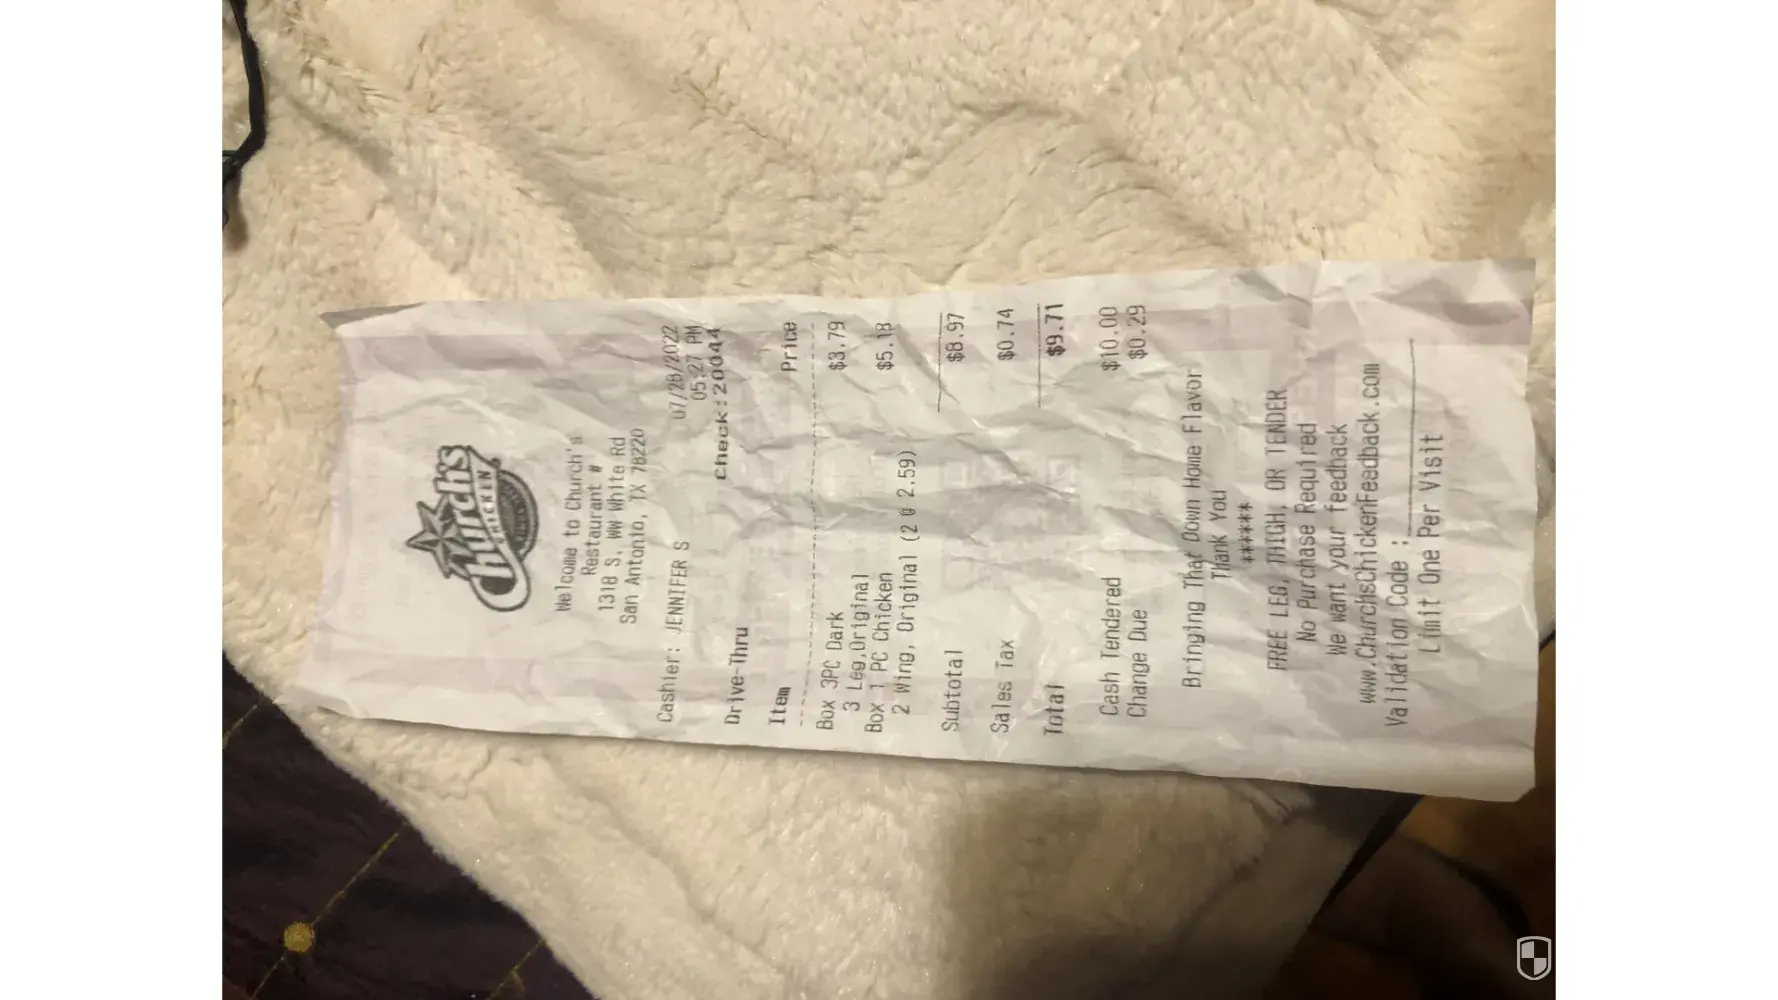 Church's
CHICKEN
Welcome to Church's
Restaurant #
1318 S. WW White Rd
San Antonio, TX 78220
Cashier: JENNIFER S 07/28/2022
05:27 PM
Drive-Thru Check:20044
Item Price
Box 3PC Dark $3.79
3 Leg,Original
Box 1 PC Chicken $5.18
2 Wing, Original (2 @ 2.59)
Subtotal $8.97
Sales Tax $0.74
Total $9.71
Cash Tendered $10.00
Change Due $0.29
Bringing That Down Home Flavor
Thank You
*****
FREE LEG, THIGH, OR TENDER
No Purchase Required
We want your feedback
www.ChurchsChickenFeedback.com
Validation Code :
Limit One Per Visit